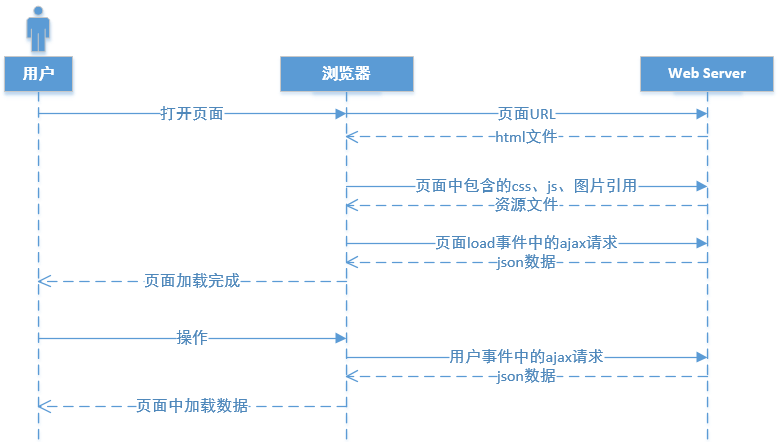 用户
浏览器
Web Server
打开页面
页面URL
html文件
页面中包含的css、js、图片引用
资源文件
页面load事件中的ajax请求
json数据
页面加载完成
操作
用户事件中的ajax请求
json数据
页面中加载数据